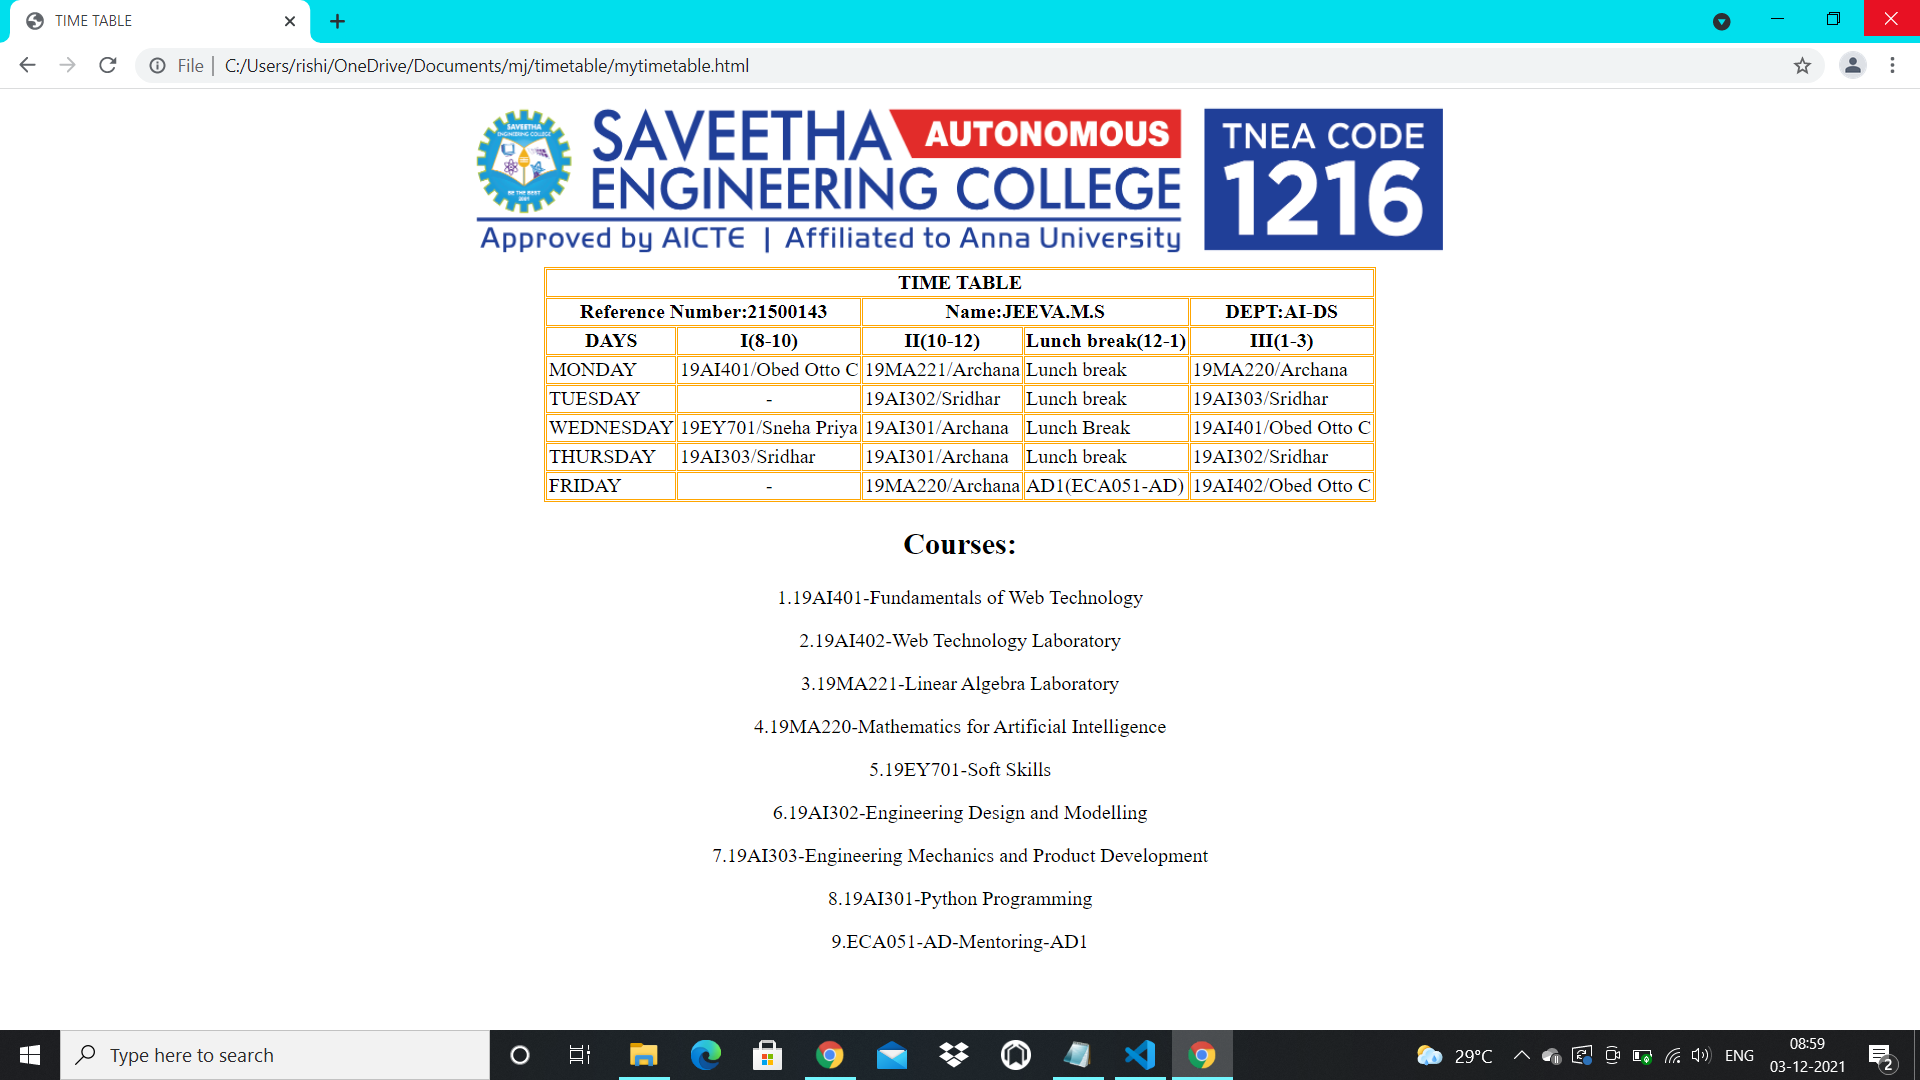 TIME TABLE
File | C:/Users/rishi/OneDrive/Documents/mj/timetable/mytimetable.html
SAVEETHA
ENGINEERING COLLEGE
BE THE BEST
SAVEETHA AUTONOMOUS
ENGINEERING COLLEGE
Approved by AICTE | Affiliated to Anna University
TNEA CODE
1216
TIME TABLE
Reference Number:21500143 Name:JEEVA.M.S DEPT:AI-DS
DAYS I(8-10) II(10-12) Lunch break(12-1) III(1-3)
MONDAY 19AI401/Obed Otto C 19MA221/Archana Lunch break 19MA220/Archana
TUESDAY - 19AI302/Sridhar Lunch break 19AI303/Sridhar
WEDNESDAY 19EY701/Sneha Priya 19AI301/Archana Lunch Break 19AI401/Obed Otto C
THURSDAY 19AI303/Sridhar 19AI301/Archana Lunch break 19AI302/Sridhar
FRIDAY - 19MA220/Archana AD1(ECA051-AD) 19AI402/Obed Otto C
Courses:
1.19AI401-Fundamentals of Web Technology
2.19AI402-Web Technology Laboratory
3.19MA221-Linear Algebra Laboratory
4.19MA220-Mathematics for Artificial Intelligence
5.19EY701-Soft Skills
6.19AI302-Engineering Design and Modelling
7.19AI303-Engineering Mechanics and Product Development
8.19AI301-Python Programming
9.ECA051-AD-Mentoring-AD1
Type here to search
29°C
ENG
08:59
03-12-2021
2